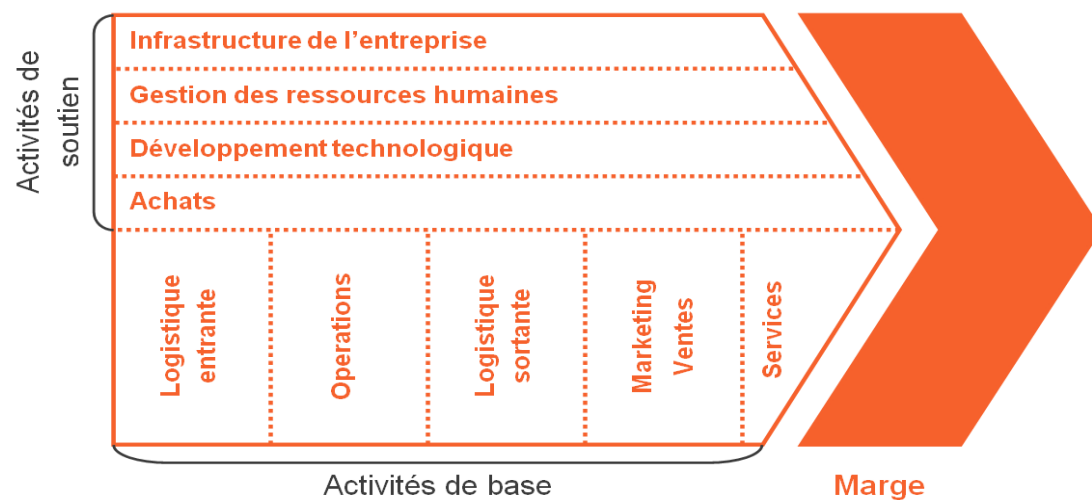 Activités de
soutien
Infrastructure de l’entreprise
Gestion des ressources humaines
Développement technologique
Achats
Logistique
entrante
Operations
Logistique
sortante
Marketing
Ventes
Services
Activités de base
Marge